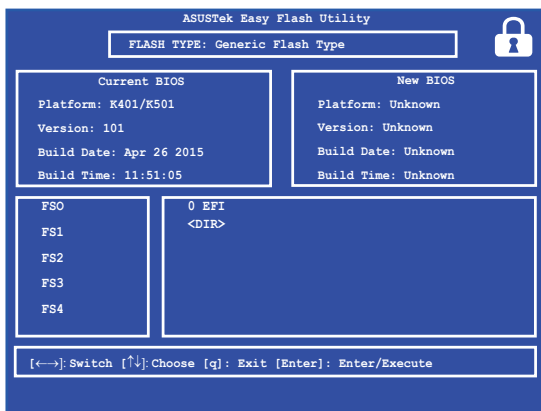 ASUSTek Easy Flash Utility
FLASH TYPE: Generic Flash Type
Current BIOS
Platform: K401/K501
Version: 101
Build Date: Apr 26 2015
Build Time: 11:51:05
New BIOS
Platform: Unknown
Version: Unknown
Build Date: Unknown
Build Time: Unknown
FSO
FS1
FS2
FS3
FS4
0 EFI
<DIR>
[←→]: Switch [↑↓]: Choose [q]: Exit [Enter]: Enter/Execute